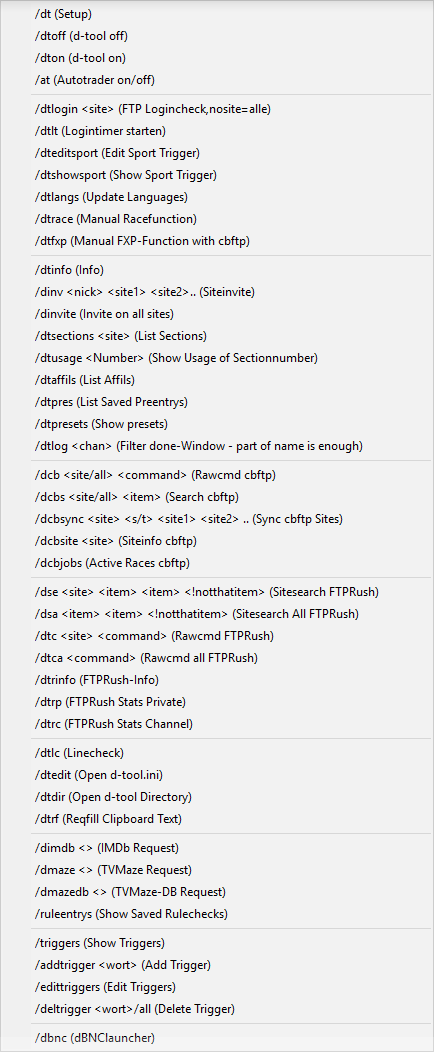 /dt (Setup)
/dtoff (d-tool off)
/dton (d-tool on)
/at (Autotrader on/off)
/dtlogin <site> (FTP Logincheck,nosite=alle)
/dtlt (Logintimer starten)
/dteditsport (Edit Sport Trigger)
/dtshowsport (Show Sport Trigger)
/dtlangs (Update Languages)
/dtrace (Manual Racefunction)
/dtfxp (Manual FXP-Function with cbftp)
/dtinfo (Info)
/dinv <nick> <site1> <site2>.. (Siteinvite)
/dinvite (Invite on all sites)
/dtsections <site> (List Sections)
/dtusage <Number> (Show Usage of Sectionnumber)
/dtaffils (List Affils)
/dtpres (List Saved Preentrys)
/dtpresets (Show presets)
/dtlog <chan> (Filter done-Window - part of name is enough)
/dcb <site/all> <command> (Rawcmd cbftp)
/dcbs <site/all> <item> (Search cbftp)
/dcbsync <site> <s/t> <site1> <site2> .. (Sync cbftp Sites)
/dcbsite <site> (Siteinfo cbftp)
/dcbjobs (Active Races cbftp)
/dse <site> <item> <item> <!notthatitem> (Sitesearch FTPRush)
/dsa <item> <item> <!notthatitem> (Sitesearch All FTPRush)
/dtc <site> <command> (Rawcmd FTPRush)
/dtca <command> (Rawcmd all FTPRush)
/dtrinfo (FTPRush-Info)
/dtrp (FTPRush Stats Private)
/dtrc (FTPRush Stats Channel)
/dtlc (Linecheck)
/dtedit (Open d-tool.ini)
/dtdir (Open d-tool Directory)
/dtrf (Reqfill Clipboard Text)
/dimdb <> (IMDb Request)
/dmaze <> (TVMaze Request)
/dmazedb <> (TVMaze-DB Request)
/ruleentrys (Show Saved Rulechecks)
/triggers (Show Triggers)
/addtrigger <wort> (Add Trigger)
/edittriggers (Edit Triggers)
/deltrigger <wort>/all (Delete Trigger)
/dbnc (dBNClauncher)